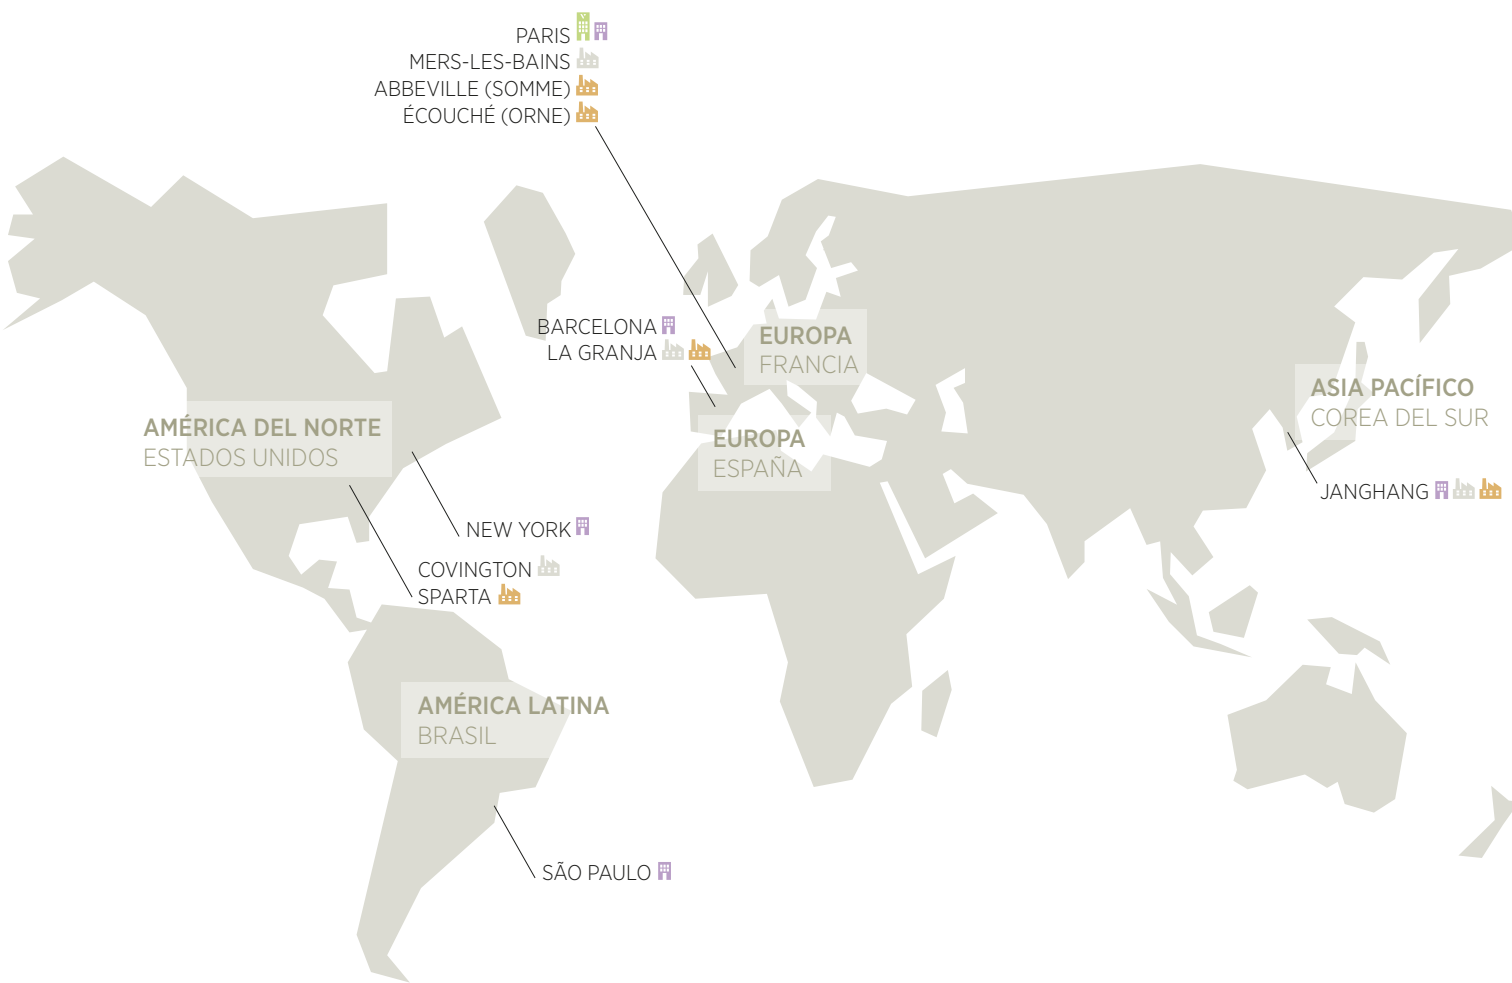 PARIS
MERS-LES-BAINS
ABBEVILLE (SOMME)
ÉCOUCHÉ (ORNE)
BARCELONA
LA GRANJA
EUROPA
FRANCIA
ASIA PACÍFICO
COREA DEL SUR
AMÉRICA DEL NORTE
ESTADOS UNIDOS
EUROPA
ESPAÑA
JANGHANG
NEW YORK
COVINGTON
SPARTA
AMÉRICA LATINA
BRASIL
SÃO PAULO